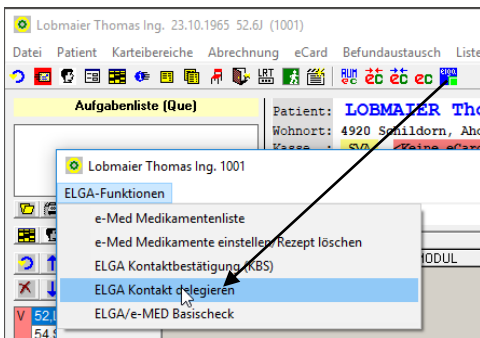 Lobmaier Thomas Ing. 23.10.1965 52.6J (1001)
Datei Patient Karteibereiche Abrechnung eCard Befundaustausch Liste
Aufgabenliste (Que)
Patient: LOBMAIER Tho
Wohnort: 4920 Schildorn, Aho
Kasse : SVA <Keine eCar
Lobmaier Thomas Ing. 1001
ELGA-Funktionen
e-Med Medikamentenliste
e-Med Medikamente einstellen/Rezept löschen
ELGA Kontaktbestätigung (KBS)
ELGA Kontakt delegieren
ELGA/e-MED Basischeck
MODUL
V 52,
54.S